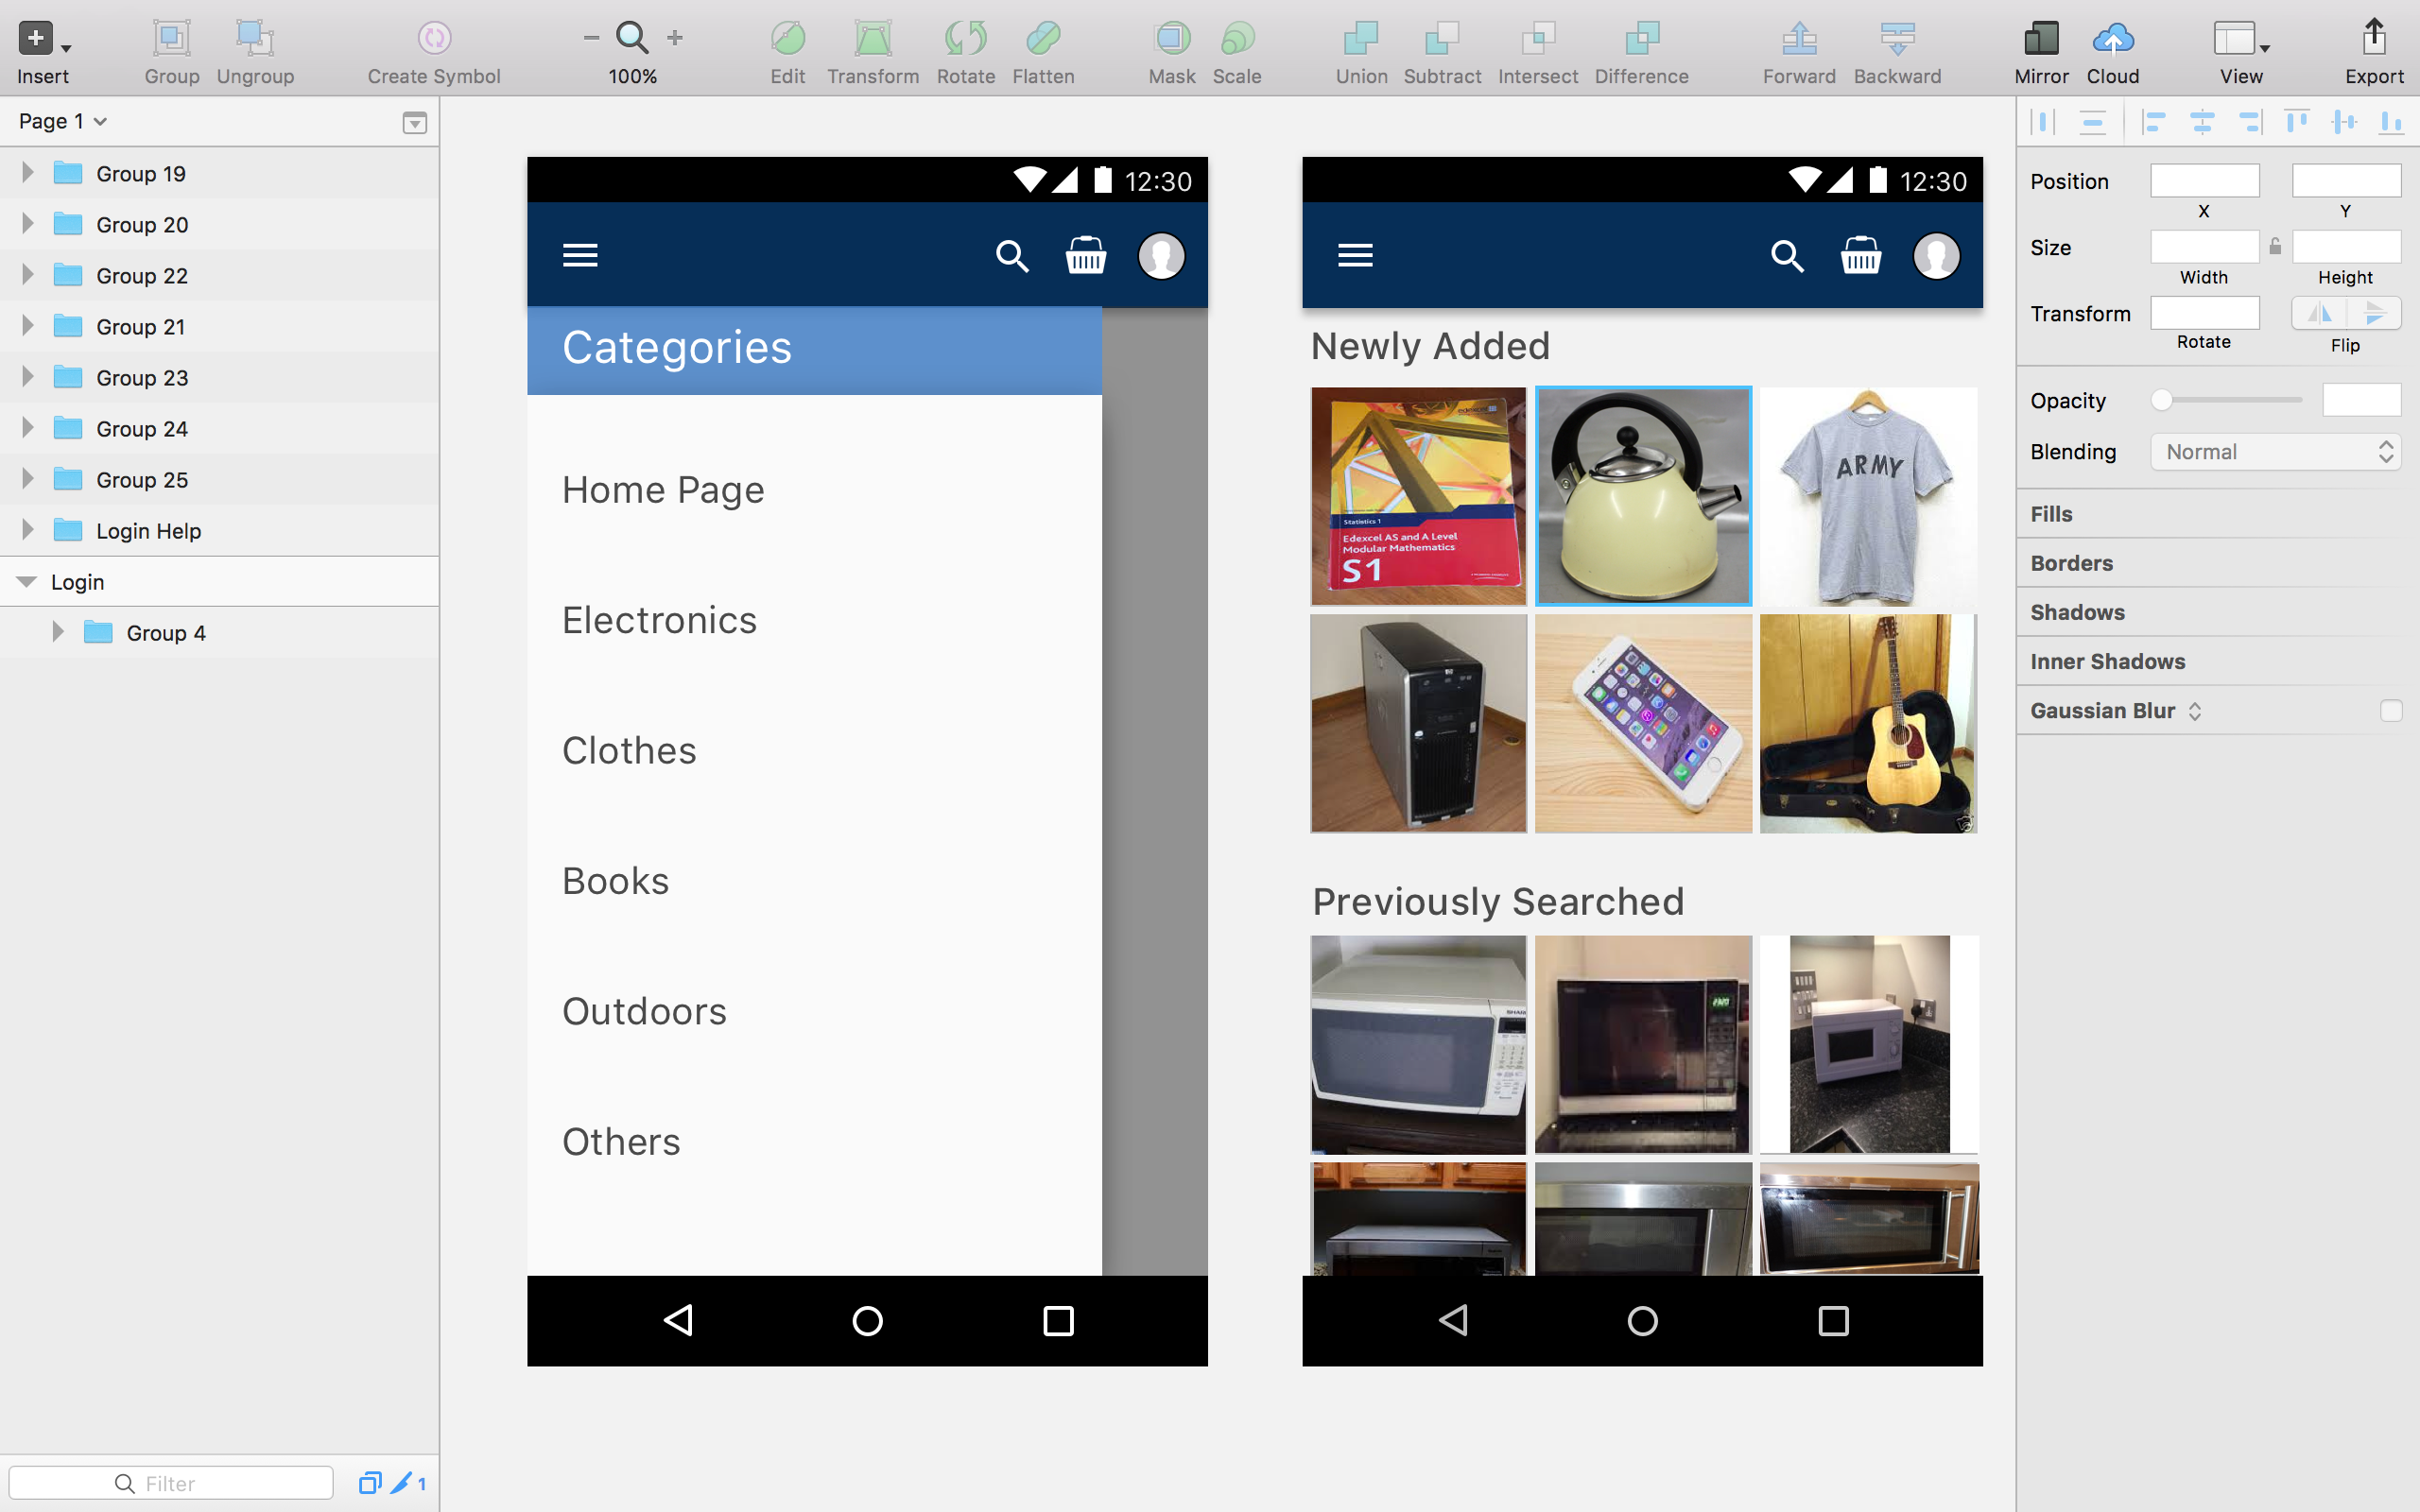 Insert
Group
Ungroup
Create Symbol
100%
Edit
Transform
Rotate
Flatten
Mask
Scale
Union
Subtract
Intersect
Difference
Forward
Backward
Mirror
Cloud
View
Export
Page 1
Group 19
Group 20
Group 22
Group 21
Group 23
Group 24
Group 25
Login Help
Login
Group 4
Filter
1
12:30
Categories
Home Page
Electronics
Clothes
Books
Outdoors
Others
12:30
Newly Added
edexcel
Statistics 1
Edexcel AS and A Level
Modular Mathematics
S1
ARMY
Previously Searched
SHAR
Position
X
Y
Size
Width
Height
Transform
Rotate
Flip
Opacity
Blending
Normal
Fills
Borders
Shadows
Inner Shadows
Gaussian Blur